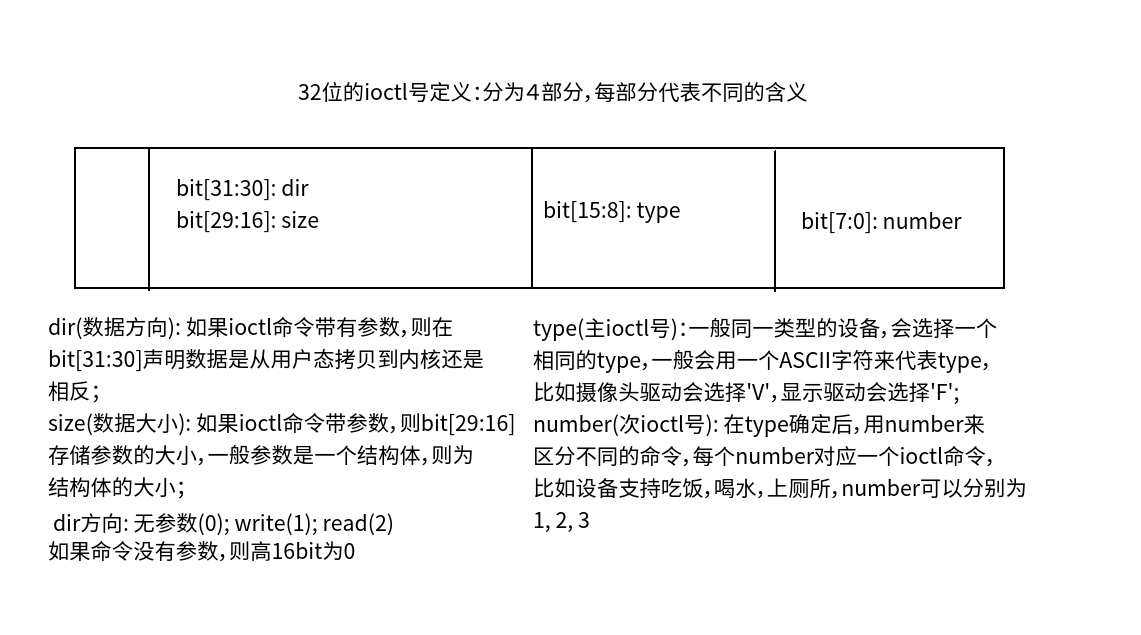 32位的ioctl号定义：分为4部分，每部分代表不同的含义
bit[31:30]: dir
bit[29:16]: size
bit[15:8]: type
bit[7:0]: number
dir(数据方向): 如果ioctl命令带有参数，则在
bit[31:30]声明数据是从用户态拷贝到内核还是
相反；
size(数据大小): 如果ioctl命令带参数，则bit[29:16]
存储参数的大小，一般参数是一个结构体，则为
结构体的大小；
dir方向: 无参数(0); write(1); read(2)
如果命令没有参数，则高16bit为0
type(主ioctl号)：一般同一类型的设备，会选择一个
相同的type，一般会用一个ASCII字符来代表type，
比如摄像头驱动会选择'V'，显示驱动会选择'F';
number(次ioctl号): 在type确定后，用number来
区分不同的命令，每个number对应一个ioctl命令，
比如设备支持吃饭，喝水，上厕所，number可以分别为
1, 2, 3